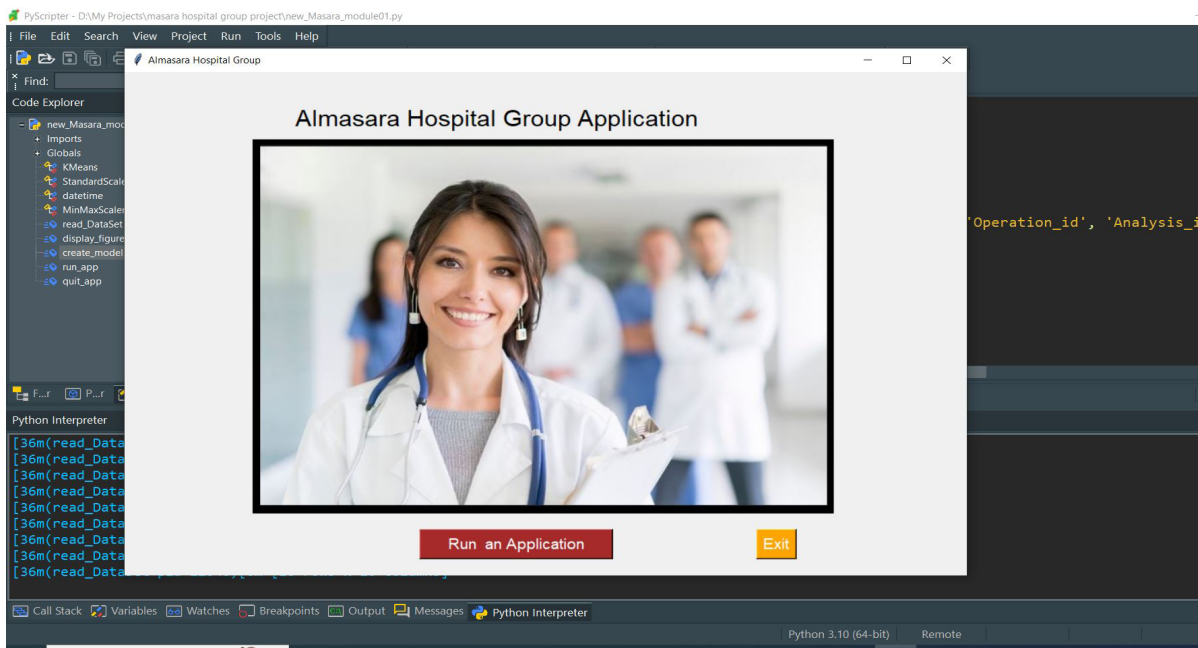 PyScripter - D:\My Projects\masara hospital group project\new_Masara_module01.py
File Edit Search View Project Run Tools Help
Almasara Hospital Group
Find:
Code Explorer
Almasara Hospital Group Application
new_Masara_mod
Imports
Globals
KMeans
StandardScale
datetime
MinMaxScaler
read_DataSet
'Operation_id', 'Analysis_i
display_figure
create_model
run_app
quit_app
F...r P...r
Python Interpreter
[36m(read_Data
[36m(read_Data
[36m(read_Data
[36m(read_Data
[36m(read_Data
[36m(read_Data
[36m(read_Data
[36m(read_Data
[36m(read_Data
Run an Application Exit
Call Stack Variables Watches Breakpoints Output Messages Python Interpreter
Python 3.10 (64-bit) Remote